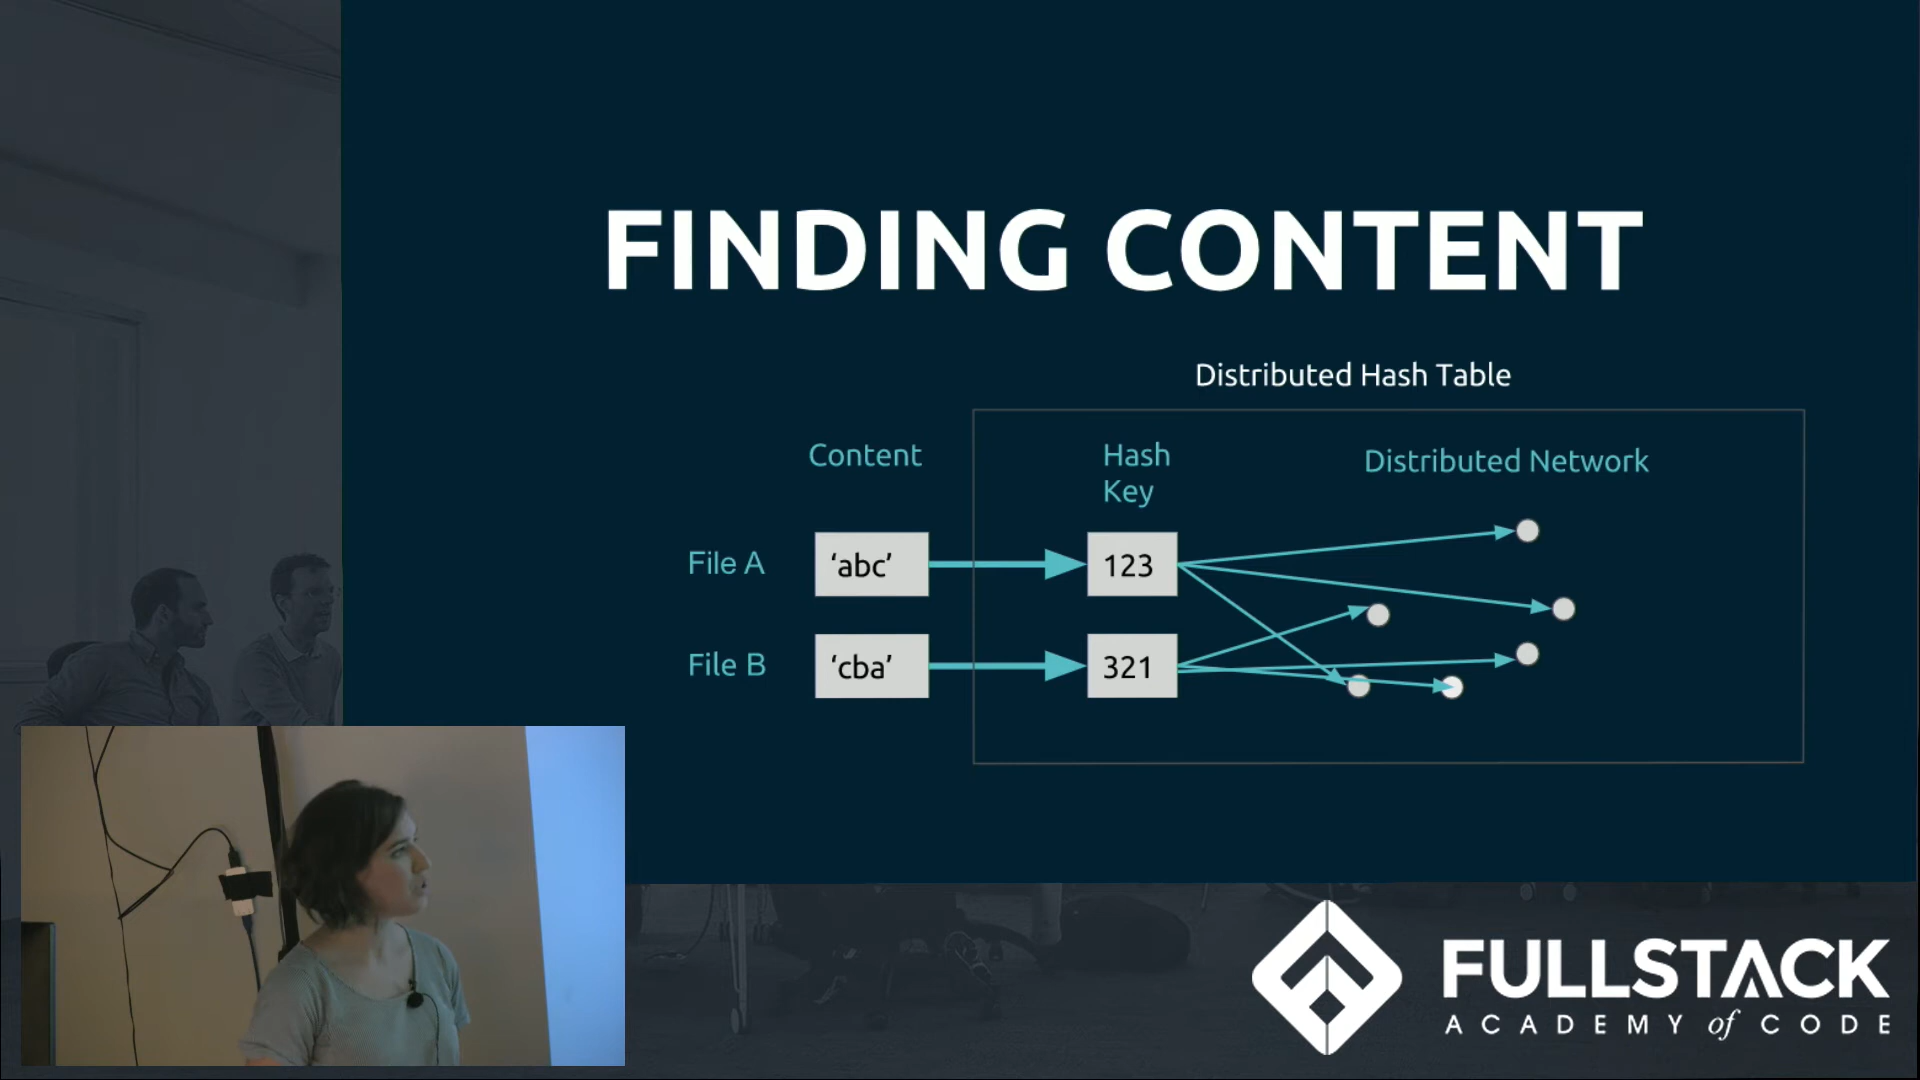 FINDING CONTENT
Distributed Hash Table
Content
Hash
Key
Distributed Network
File A
‘abc’
123
File B
‘cba’
321
FULLSTACK
ACADEMY of CODE